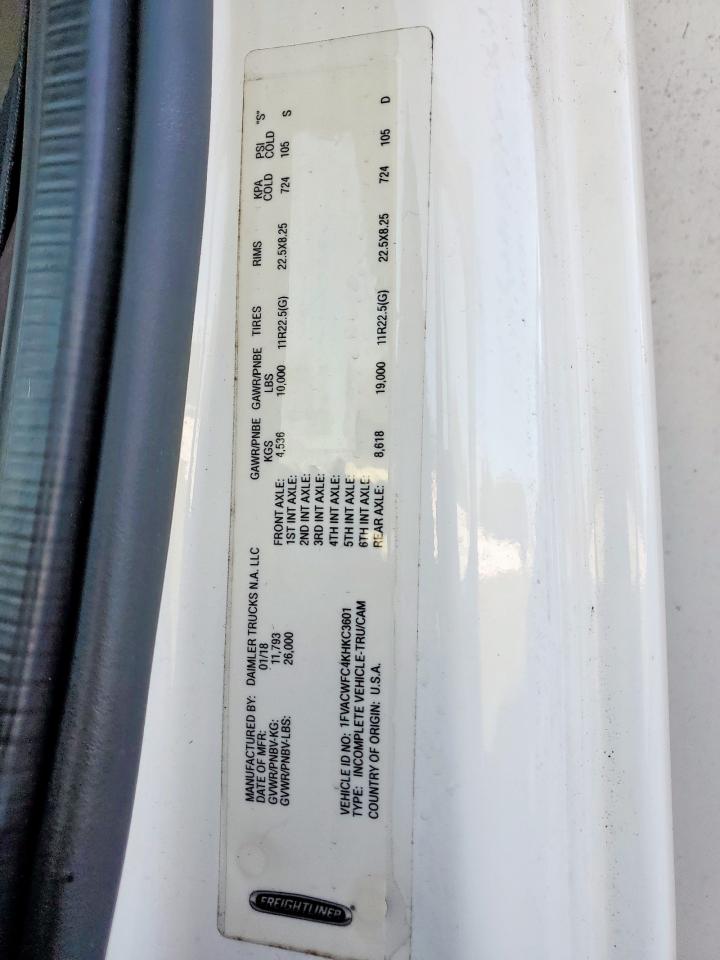 MANUFACTURED BY: DAIMLER TRUCKS N.A. LLC
DATE OF MFR: 01/18
GVWR/PNBV-KG: 11,793
GVWR/PNBV-LBS: 26,000
VEHICLE ID NO: 1FVACWFC4KHKC3601
TYPE: INCOMPLETE VEHICLE-TRU/CAM
COUNTRY OF ORIGIN: U.S.A.
GAWR/PNBE GAWR/PNBE TIRES RIMS KPA PSI "S"
KGS LBS COLD COLD
FRONT AXLE: 4,536 10,000 11R22.5(G) 22.5X8.25 724 105 S
1ST INT AXLE:
2ND INT AXLE:
3RD INT AXLE:
4TH INT AXLE:
5TH INT AXLE:
6TH INT AXLE:
REAR AXLE: 8,618 19,000 11R22.5(G) 22.5X8.25 724 105 D
FREIGHTLINER